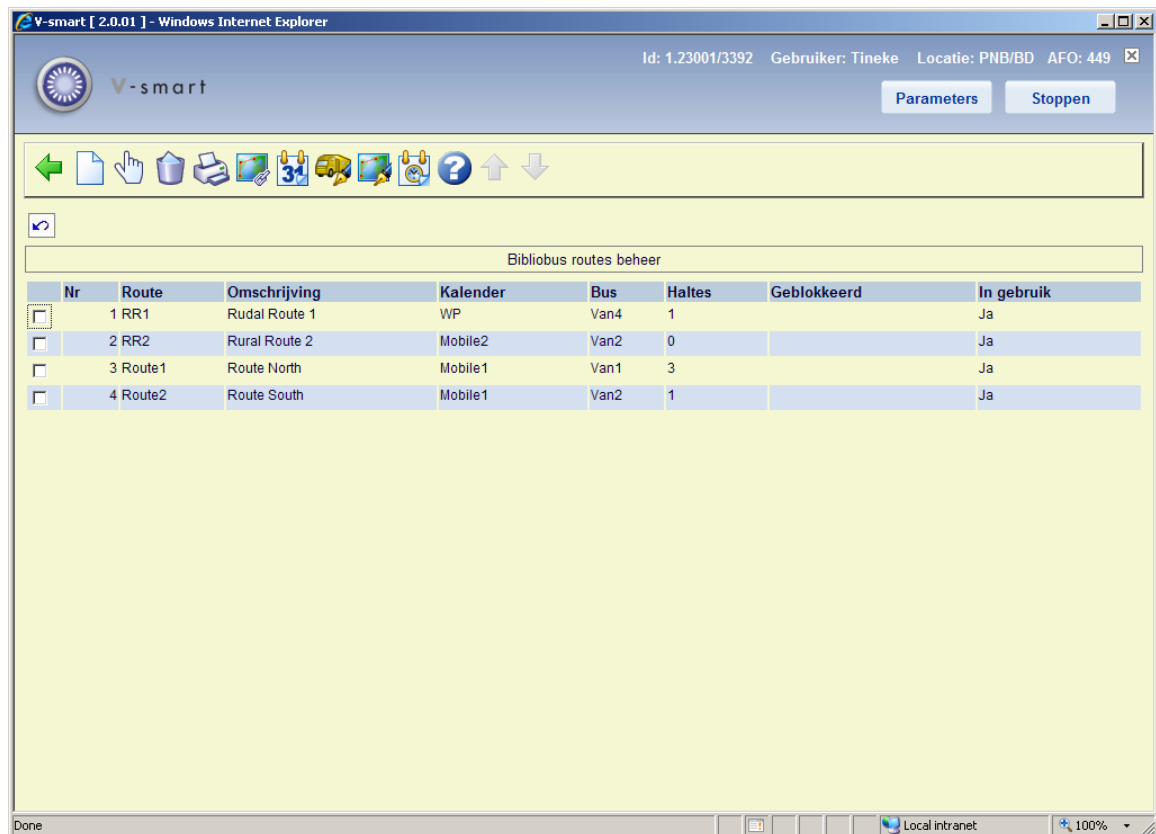 V-smart [ 2.0.01 ] - Windows Internet Explorer
Id: 1.23001/3392 Gebruiker: Tineke Locatie: PNB/BD AFO: 449
V-smart
Parameters Stoppen
31
Bibliobus routes beheer
Nr Route Omschrijving Kalender Bus Haltes Geblokkeerd In gebruik
1 RR1 Rudal Route 1 WP Van4 1 Ja
2 RR2 Rural Route 2 Mobile2 Van2 0 Ja
3 Route1 Route North Mobile1 Van1 3 Ja
4 Route2 Route South Mobile1 Van2 1 Ja
Done Local intranet 100%